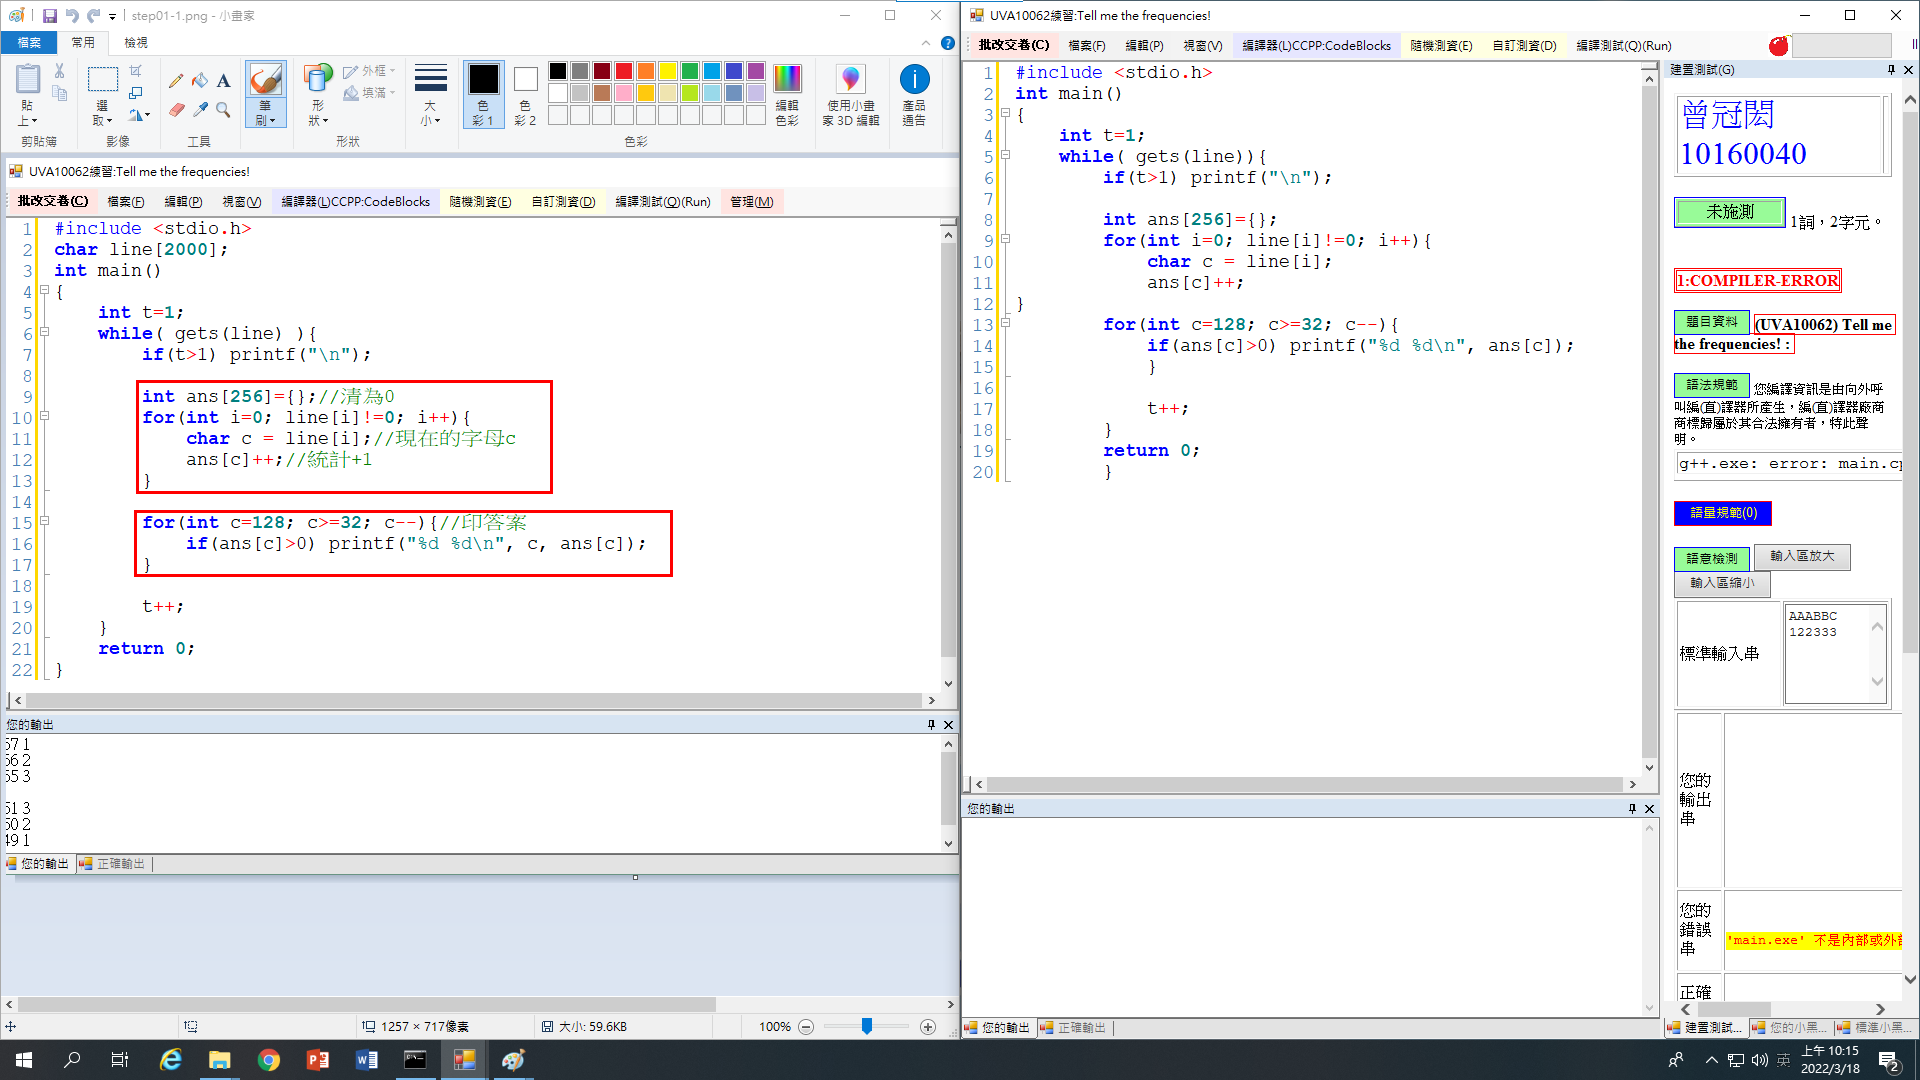 step01-1.png - 小畫家
檔案 常用 檢視
貼上 選取 筆刷 形狀 外框 填滿 大小 色彩 1 色彩 2 編輯色彩 使用小畫家 3D 編輯 產品通告
剪貼簿 影像 工具 形狀 色彩
UVA10062練習:Tell me the frequencies!
批改交卷(C) 檔案(F) 編輯(P) 視窗(V) 編譯器(L)CCPP:CodeBlocks 隨機測資(E) 自訂測資(D) 編譯測試(Q)(Run) 管理(M)
1 #include <stdio.h>
2 char line[2000];
3 int main()
4 {
5 int t=1;
6 while( gets(line) ){
7 if(t>1) printf("\n");
8
9 int ans[256]={};//清為0
10 for(int i=0; line[i]!=0; i++){
11 char c = line[i];//現在的字母c
12 ans[c]++;//統計+1
13 }
14
15 for(int c=128; c>=32; c--){//印答案
16 if(ans[c]>0) printf("%d %d\n", c, ans[c]);
17 }
18
19 t++;
20 }
21 return 0;
22 }
您的輸出
67 1
66 2
65 3
51 3
50 2
49 1
您的輸出 正確輸出
1257 × 717像素 大小: 59.6KB 100%
UVA10062練習:Tell me the frequencies!
批改交卷(C) 檔案(F) 編輯(P) 視窗(V) 編譯器(L)CCPP:CodeBlocks 隨機測資(E) 自訂測資(D) 編譯測試(Q)(Run)
1 #include <stdio.h>
2 int main()
3 {
4 int t=1;
5 while( gets(line)){
6 if(t>1) printf("\n");
7
8 int ans[256]={};
9 for(int i=0; line[i]!=0; i++){
10 char c = line[i];
11 ans[c]++;
12 }
13 for(int c=128; c>=32; c--){
14 if(ans[c]>0) printf("%d %d\n", ans[c]);
15 }
16
17 t++;
18 }
19 return 0;
20 }
您的輸出
您的輸出 正確輸出
建置測試(G)
曾冠閎
10160040
未施測 1詞，2字元。
1:COMPILER-ERROR
題目資料 (UVA10062) Tell me
the frequencies! :
語法規範 您編譯資訊是由向外呼
叫編(直)譯器所產生，編(直)譯器廠商
商標歸屬於其合法擁有者，特此聲
明。
g++.exe: error: main.cp
語量規範(0)
語意檢測 輸入區放大
輸入區縮小
標準輸入串
AAABBC
122333
您的輸出串
您的錯誤串
'main.exe' 不是內部或外部
正確
建置測試... 您的小黑... 標準小黑...
英
上午 10:15
2022/3/18
2